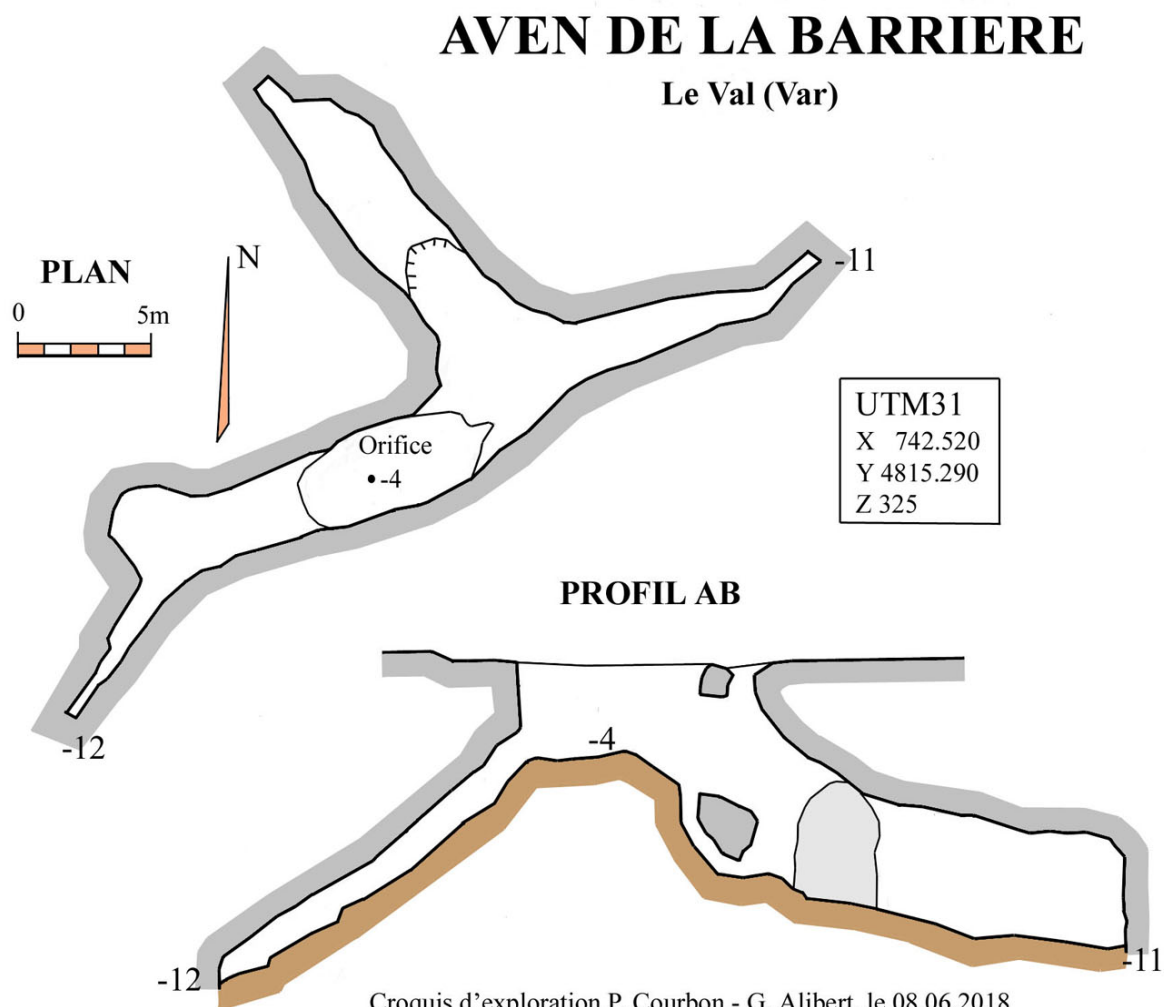 AVEN DE LA BARRIERE
Le Val (Var)
PLAN
0 5m
N
-11
Orifice
-4
-12
UTM31
X 742.520
Y 4815.290
Z 325
PROFIL AB
-4
-12
-11
Croquis d'exploration P. Courbon - G. Alibert, le 08.06.2018